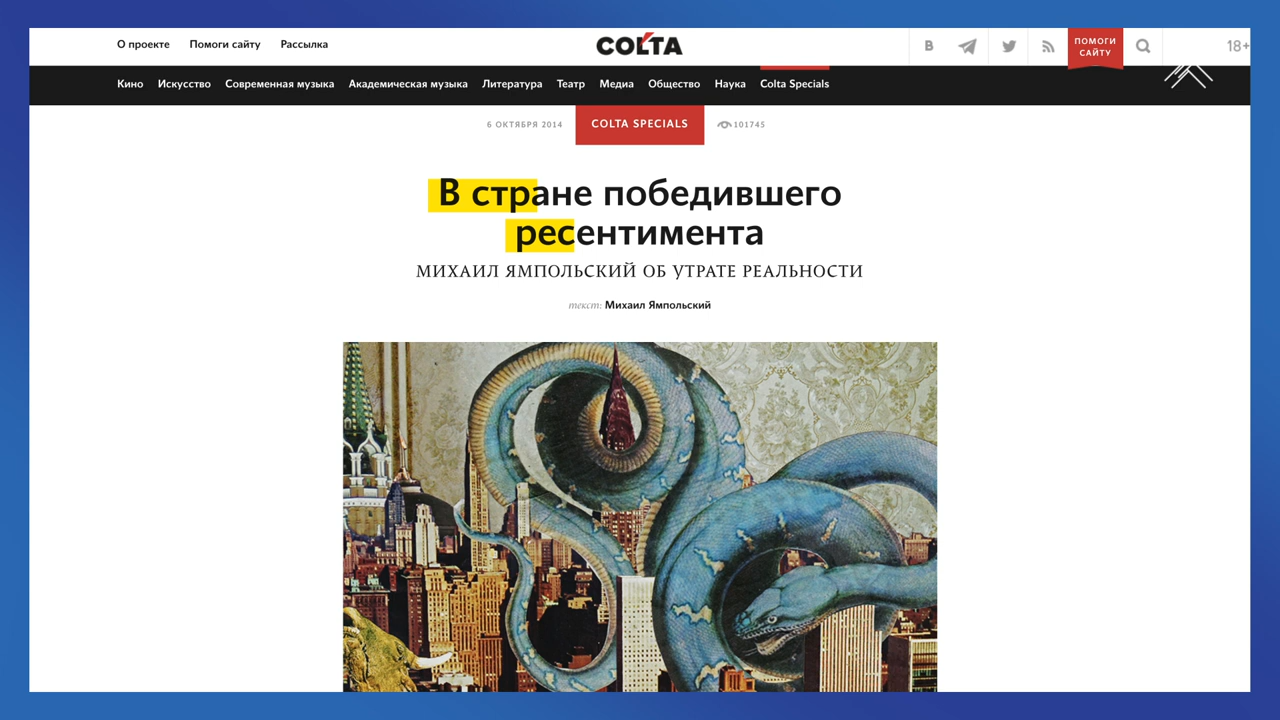 О проекте Помоги сайту Рассылка COLTA В ПОМОГИ САЙТУ 18+
Кино Искусство Современная музыка Академическая музыка Литература Театр Медиа Общество Наука Colta Specials
6 ОКТЯБРЯ 2014 COLTA SPECIALS 101745
В стране победившего
ресентимента
МИХАИЛ ЯМПОЛЬСКИЙ ОБ УТРАТЕ РЕАЛЬНОСТИ
текст: Михаил Ямпольский